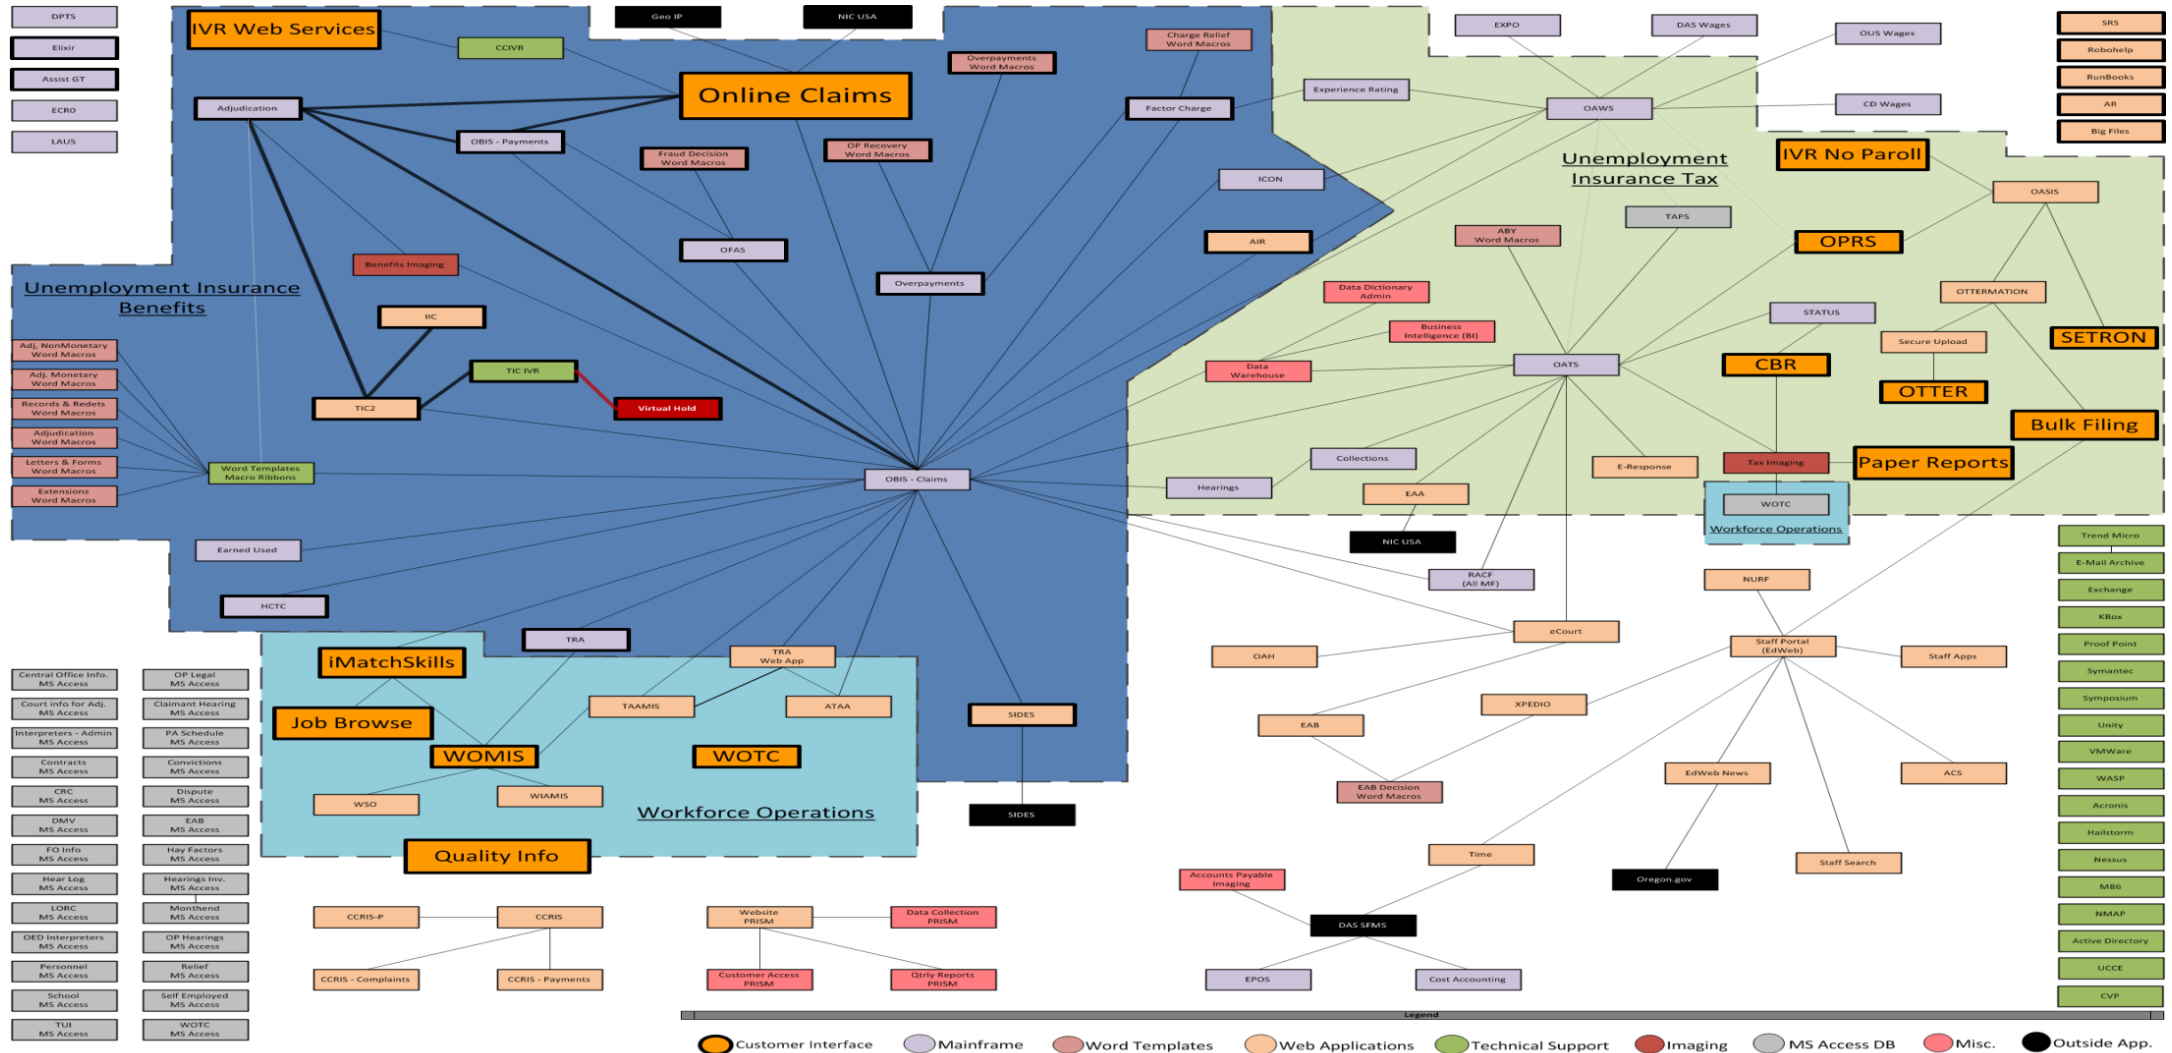 DPTS
Elixir
Assist GT
ECRO
LAUS
IVR Web Services
CCIVR
Geo IP
NIC USA
Charge Relief
Word Macros
Overpayments
Word Macros
Online Claims
Adjudication
Factor Charge
OBIS - Payments
Fraud Decision
Word Macros
OP Recovery
Word Macros
OFAS
Benefits Imaging
Overpayments
Unemployment Insurance
Benefits
IIC
TIC IVR
TIC2
Virtual Hold
Adj, NonMonetary
Word Macros
Adj. Monetary
Word Macros
Records & Redets
Word Macros
Adjudication
Word Macros
Letters & Forms
Word Macros
Extensions
Word Macros
Word Templates
Macro Ribbons
OBIS - Claims
Earned Used
HCTC
TRA
EXPO
DAS Wages
OUS Wages
Experience Rating
OAWS
CD Wages
SRS
Robohelp
RunBooks
AR
Big Files
Unemployment
Insurance Tax
IVR No Paroll
ICON
OASIS
TAPS
ABY
Word Macros
AIR
OPRS
Data Dictionary
Admin
Business
Intelligence (BI)
Data
Warehouse
OATS
STATUS
OTTERMATION
CBR
Secure Upload
SETRON
OTTER
Bulk Filing
Collections
E-Response
Tax Imaging
Paper Reports
Hearings
EAA
WOTC
Workforce Operations
NIC USA
RACF
(All MF)
NURF
eCourt
Staff Portal
(EdWeb)
OAH
Staff Apps
XPEDIO
EAB
EdWeb News
ACS
EAB Decision
Word Macros
Time
Staff Search
Oregon.gov
Accounts Payable
Imaging
DAS SFMS
EPOS
Cost Accounting
Trend Micro
E-Mail Archive
Exchange
KBox
Proof Point
Symantec
Symposium
Unity
VMWare
WASP
Acronis
Hailstorm
Nessus
M86
NMAP
Active Directory
UCCE
CVP
iMatchSkills
TRA
Web App
Job Browse
TAAMIS
ATAA
SIDES
WOMIS
WOTC
WSO
WIAMIS
Workforce Operations
SIDES
Quality Info
Central Office Info.
MS Access
Court info for Adj.
MS Access
Interpreters - Admin
MS Access
Contracts
MS Access
CRC
MS Access
DMV
MS Access
FO Info
MS Access
Hear Log
MS Access
LORC
MS Access
OED Interpreters
MS Access
Personnel
MS Access
School
MS Access
TUI
MS Access
OP Legal
MS Access
Claimant Hearing
MS Access
PA Schedule
MS Access
Convictions
MS Access
Dispute
MS Access
EAB
MS Access
Hay Factors
MS Access
Hearings Inv.
MS Access
Monthend
MS Access
OP Hearings
MS Access
Relief
MS Access
Self Employed
MS Access
WOTC
MS Access
CCRIS-P
CCRIS
CCRIS - Complaints
CCRIS - Payments
Website
PRISM
Data Collection
PRISM
Customer Access
PRISM
Qtrly Reports
PRISM
Legend
Customer Interface
Mainframe
Word Templates
Web Applications
Technical Support
Imaging
MS Access DB
Misc.
Outside App.